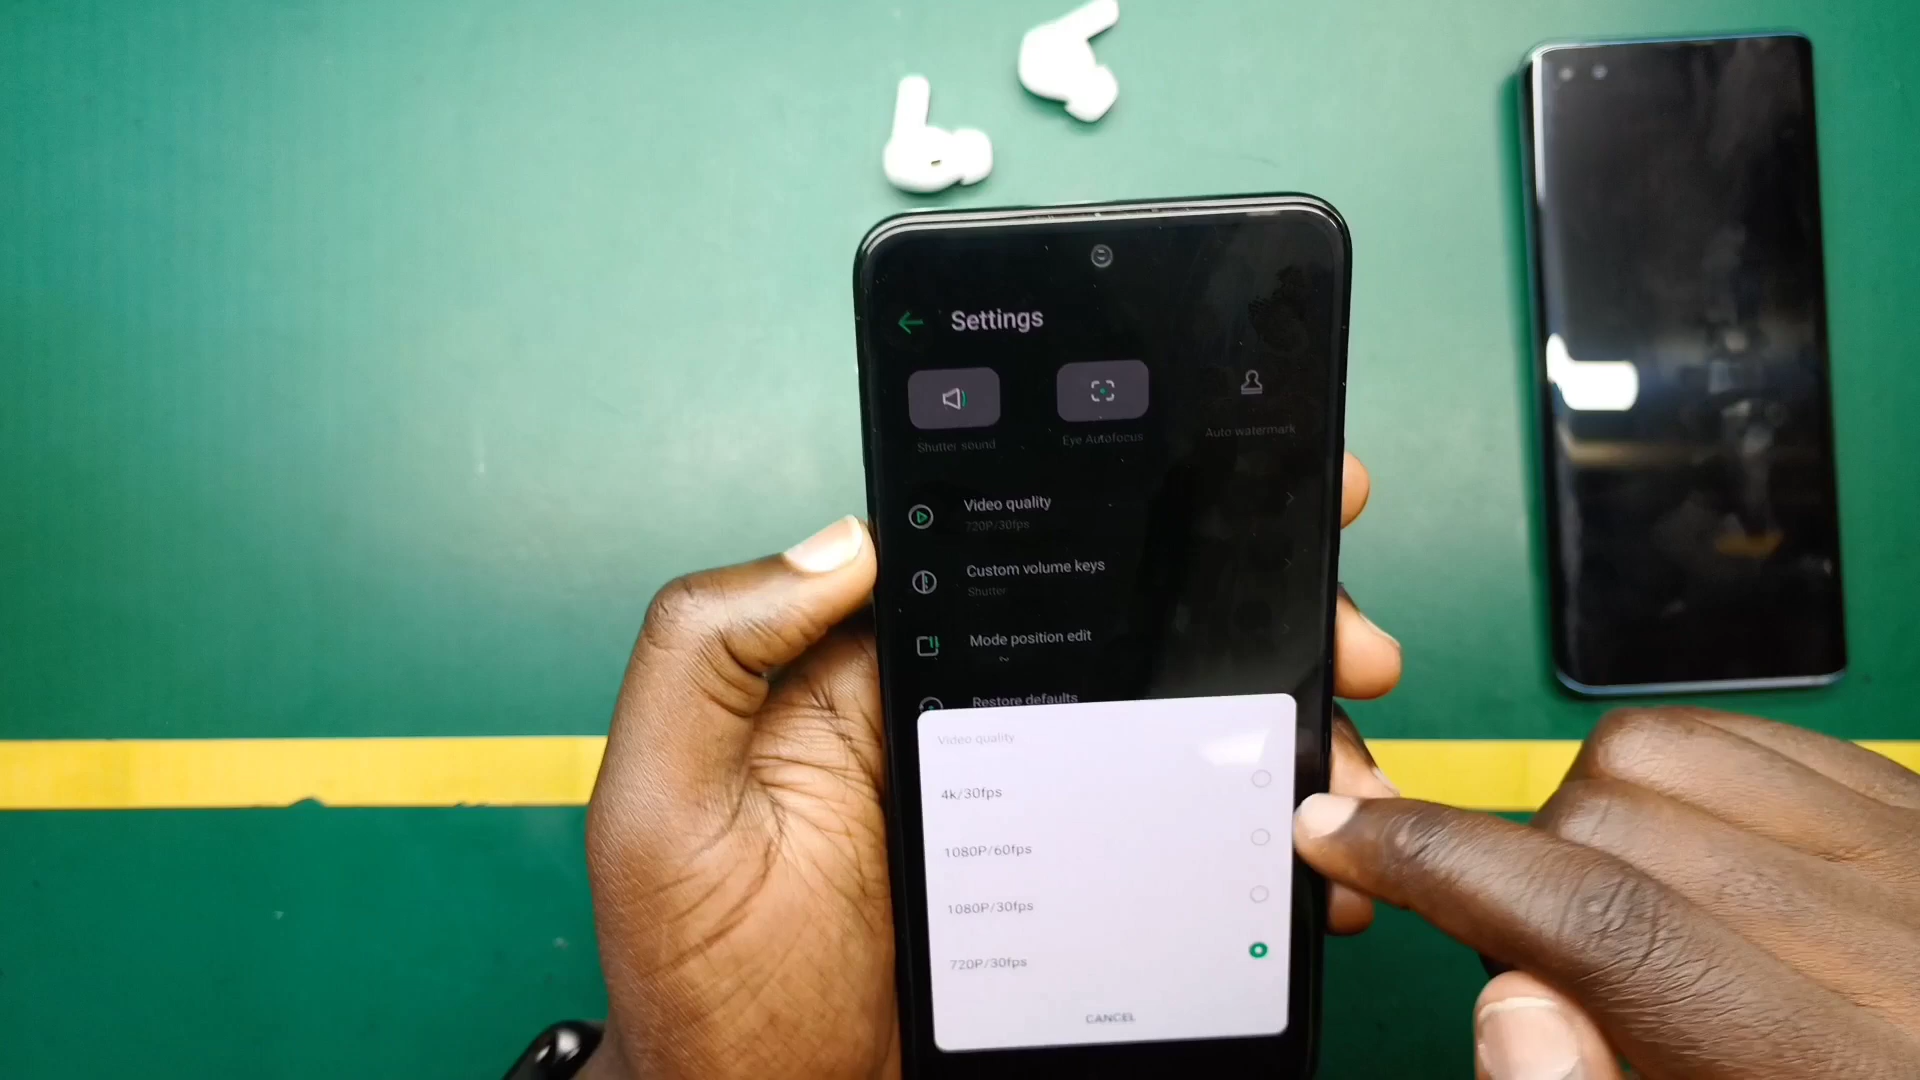 Settings
Shutter sound
Eye Autofocus
Auto watermark
Video quality
720P/30fps
Custom volume keys
Shutter
Mode position edit
Restore defaults
Video quality
4k/30fps
1080P/60fps
1080P/30fps
720P/30fps
CANCEL